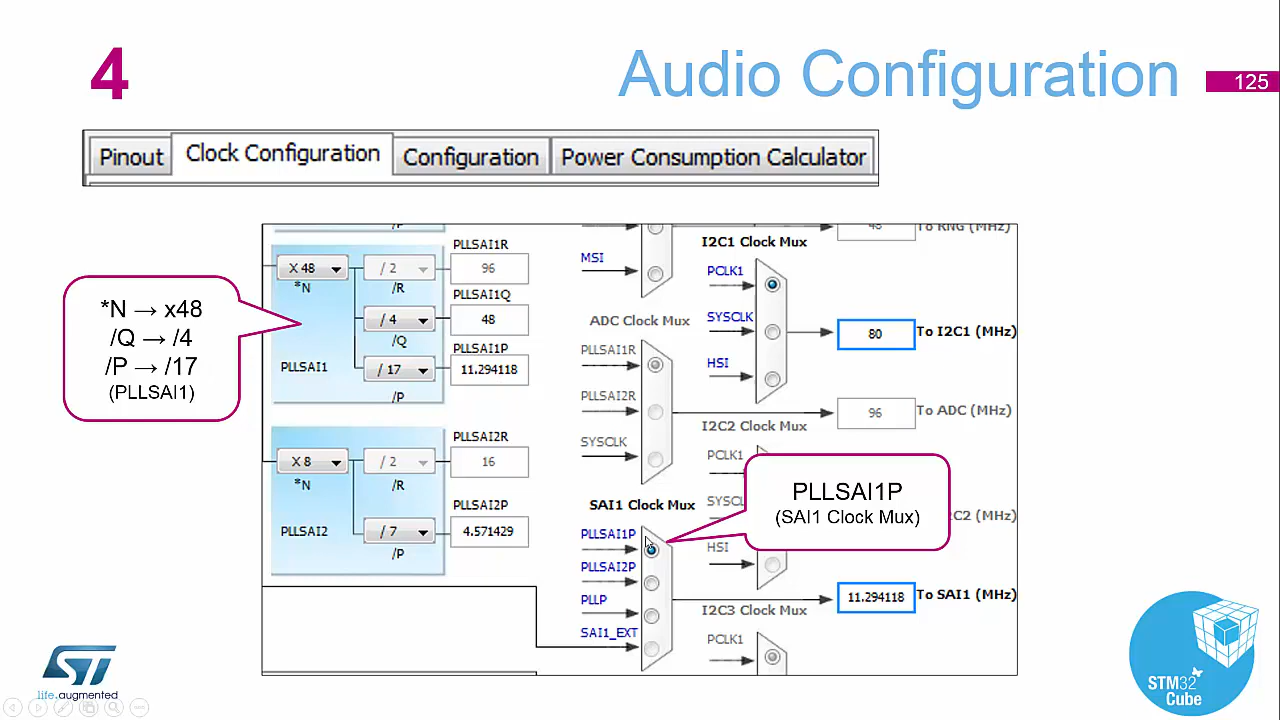 4
Audio Configuration
125
Pinout
Clock Configuration
Configuration
Power Consumption Calculator
*N → x48
/Q → /4
/P → /17
(PLLSAI1)
X 48
*N
/ 2
/R
PLLSAI1R
96
/ 4
/Q
PLLSAI1Q
48
/ 17
/P
PLLSAI1P
11.294118
PLLSAI1
X 8
*N
/ 2
/R
PLLSAI2R
16
/ 7
/P
PLLSAI2P
4.571429
PLLSAI2
MSI
To RNG (MHz)
I2C1 Clock Mux
PCLK1
SYSCLK
HSI
80
To I2C1 (MHz)
ADC Clock Mux
PLLSAI1R
PLLSAI2R
SYSCLK
96
To ADC (MHz)
I2C2 Clock Mux
PCLK1
HSI
(MHz)
PLLSAI1P
(SAI1 Clock Mux)
SAI1 Clock Mux
PLLSAI1P
PLLSAI2P
PLLP
SAI1_EXT
11.294118
To SAI1 (MHz)
I2C3 Clock Mux
PCLK1
ST
life.augmented
STM32
Cube